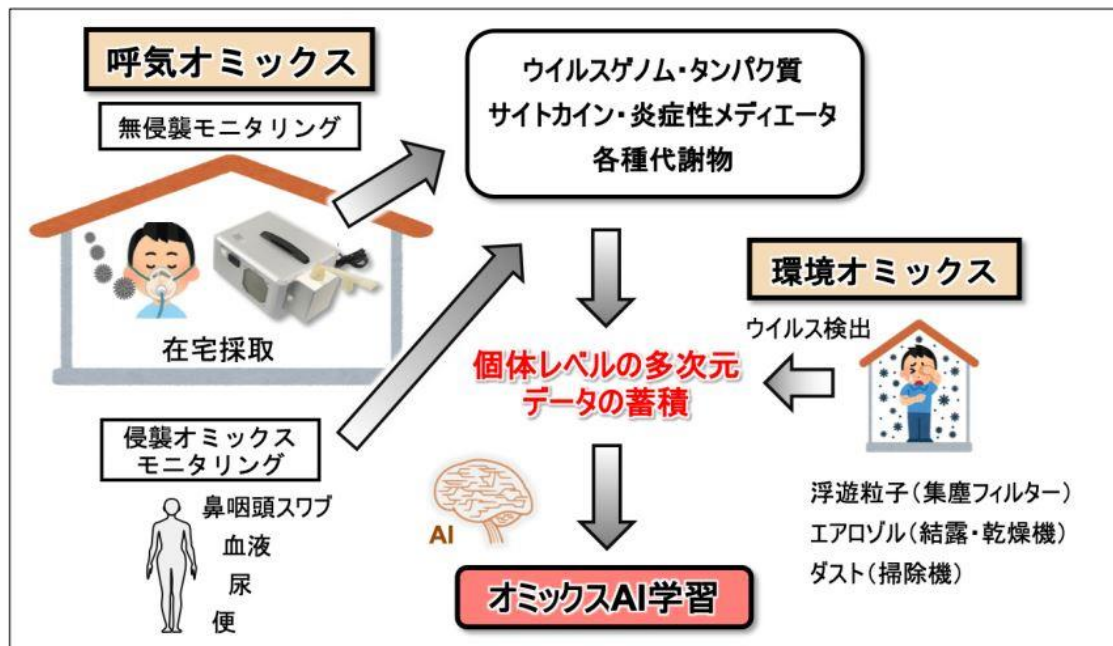 呼気オミックス
無侵襲モニタリング
在宅採取
ウイルスゲノム・タンパク質
サイトカイン・炎症性メディエータ
各種代謝物
侵襲オミックス
モニタリング
鼻咽頭スワブ
血液
尿
便
個体レベルの多次元
データの蓄積
AI
オミックスAI学習
環境オミックス
ウイルス検出
浮遊粒子(集塵フィルター)
エアロゾル(結露・乾燥機)
ダスト(掃除機)